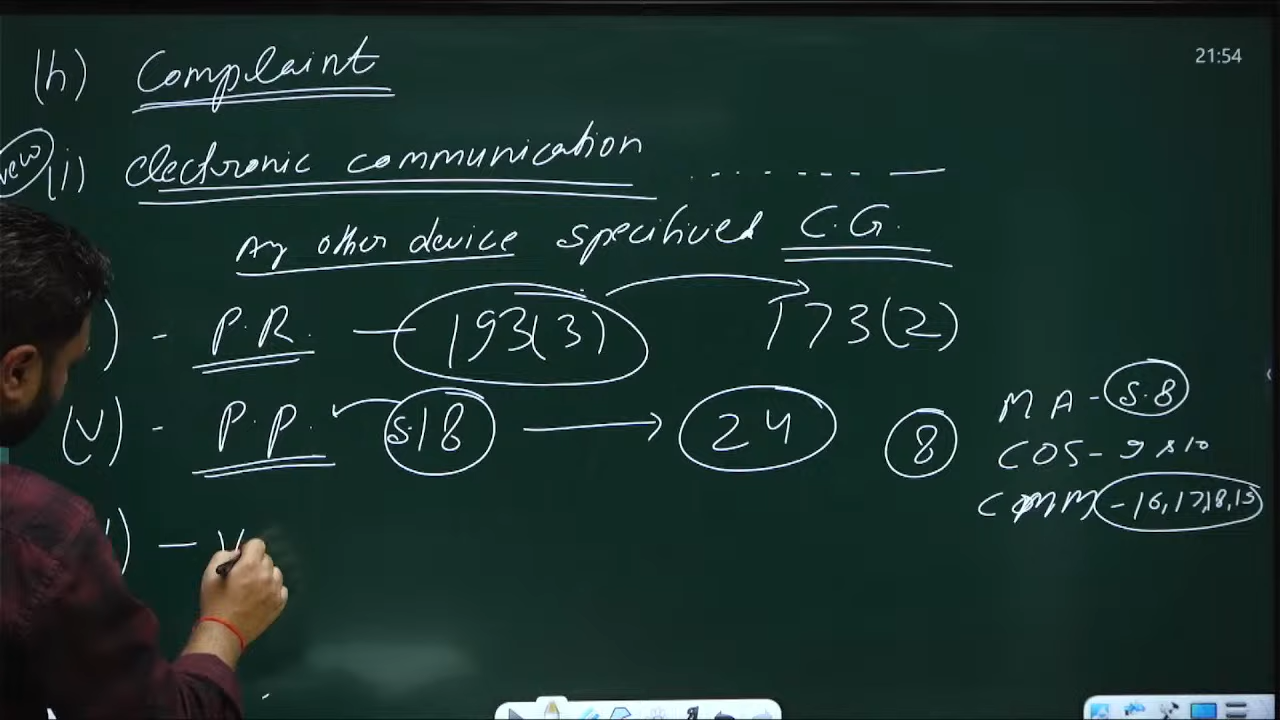 21:54
(h) Complaint
new (i) electronic communication ........ —
Any other device specified C.G.
) - P.R. — 193(3) 173(2)
(v) - P.P. S.18 → 24 8
M A - S.8
COS - 9 & 10
COMM - 16, 17, 18, 15
) — V